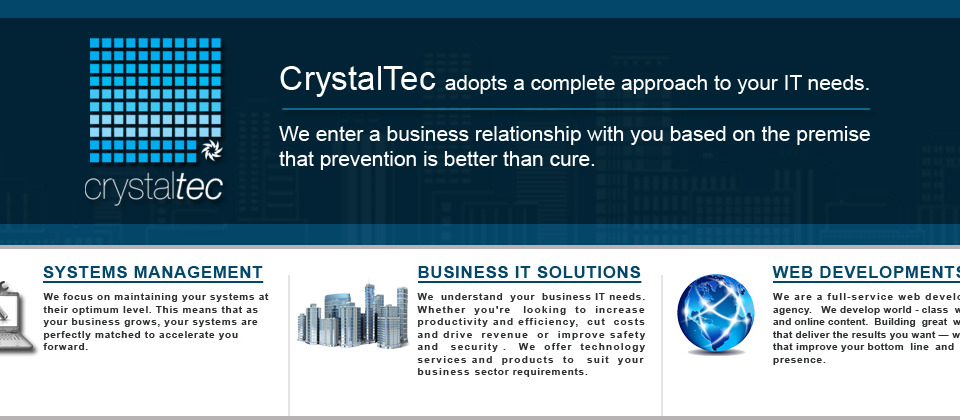 CrystalTec adopts a complete approach to your IT needs.
We enter a business relationship with you based on the premise
that prevention is better than cure.
crystaltec
SYSTEMS MANAGEMENT
We focus on maintaining your systems at
their optimum level. This means that as
your business grows, your systems are
perfectly matched to accelerate you
forward.
BUSINESS IT SOLUTIONS
We understand your business IT needs.
Whether you're looking to increase
productivity and efficiency, cut costs
and drive revenue or improve safety
and security. We offer technology
services and products to suit your
business sector requirements.
WEB DEVELOPMENTS
We are a full-service web
agency. We develop world - class
and online content. Building great
that deliver the results you want —
that improve your bottom line and
presence.